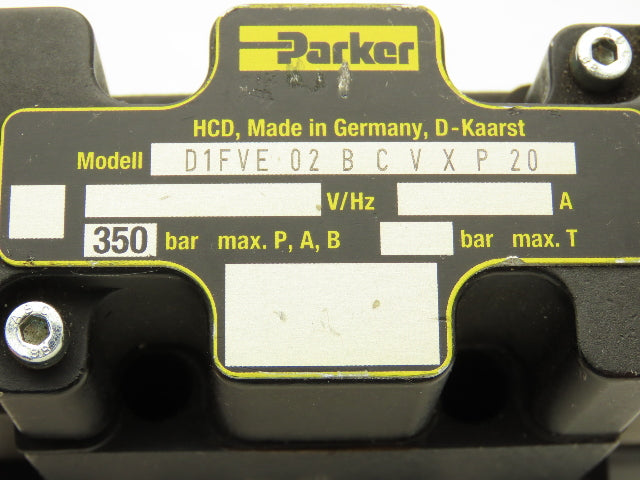 Parker
HCD, Made in Germany, D-Kaarst
Modell D1FVE 02 B C V X P 20
V/Hz A
350 bar max. P, A, B bar max. T